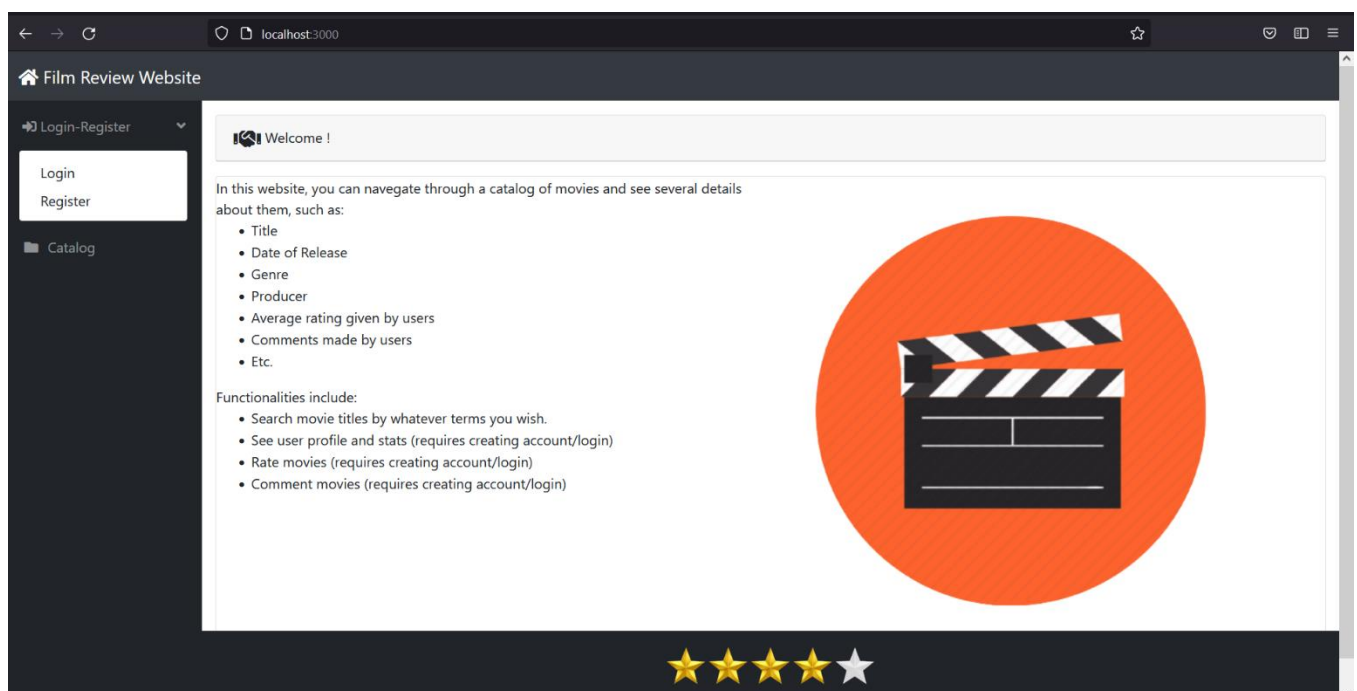 localhost:3000
Film Review Website
Login-Register
Login
Register
Catalog
Welcome !
In this website, you can navegate through a catalog of movies and see several details
about them, such as:
• Title
• Date of Release
• Genre
• Producer
• Average rating given by users
• Comments made by users
• Etc.
Functionalities include:
• Search movie titles by whatever terms you wish.
• See user profile and stats (requires creating account/login)
• Rate movies (requires creating account/login)
• Comment movies (requires creating account/login)